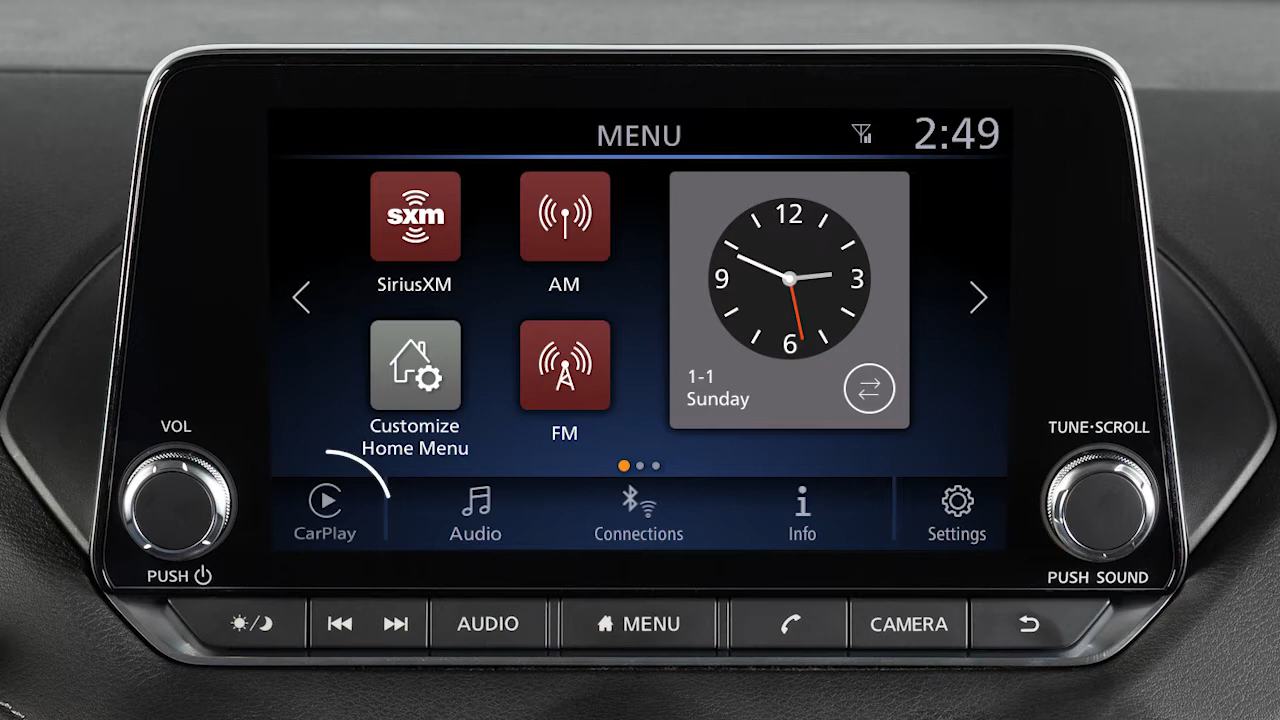 MENU
2:49
sxm
SiriusXM
AM
12
9
3
6
1-1
Sunday
Customize
Home Menu
FM
VOL
TUNE·SCROLL
CarPlay
Audio
Connections
Info
Settings
PUSH
PUSH SOUND
AUDIO
MENU
CAMERA